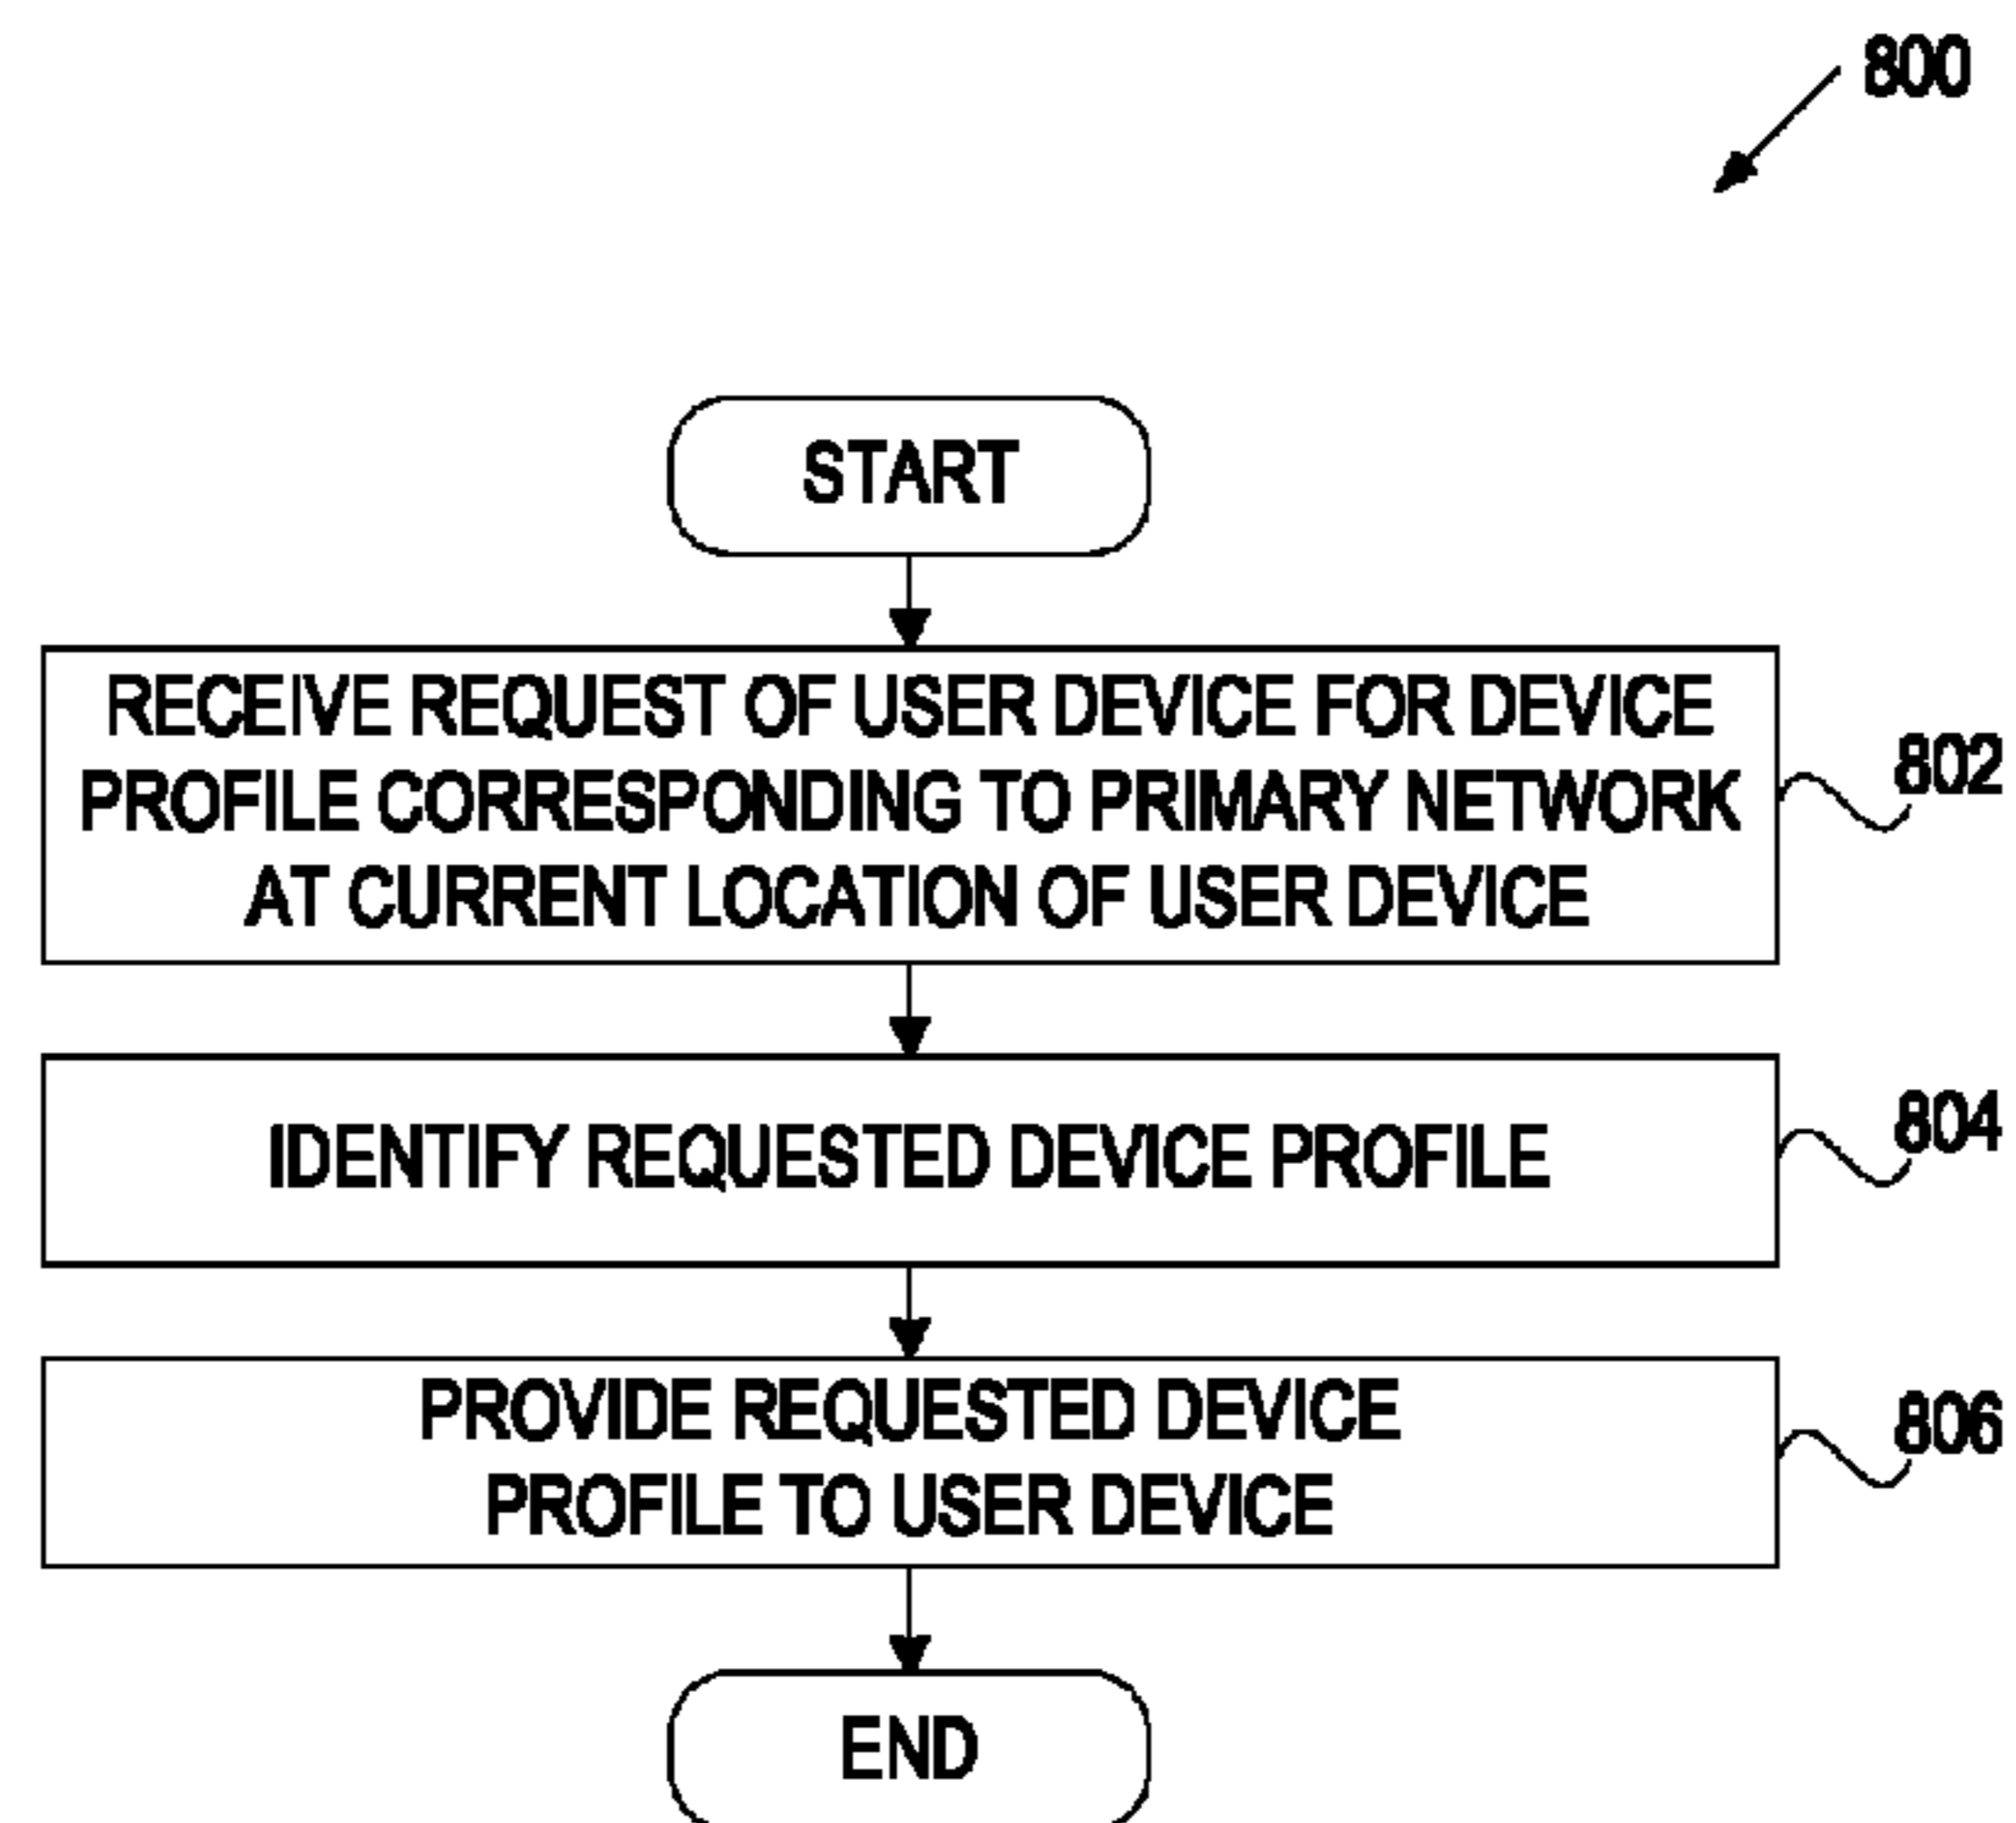 800
START
RECEIVE REQUEST OF USER DEVICE FOR DEVICE
PROFILE CORRESPONDING TO PRIMARY NETWORK
AT CURRENT LOCATION OF USER DEVICE
802
IDENTIFY REQUESTED DEVICE PROFILE
804
PROVIDE REQUESTED DEVICE
PROFILE TO USER DEVICE
806
END